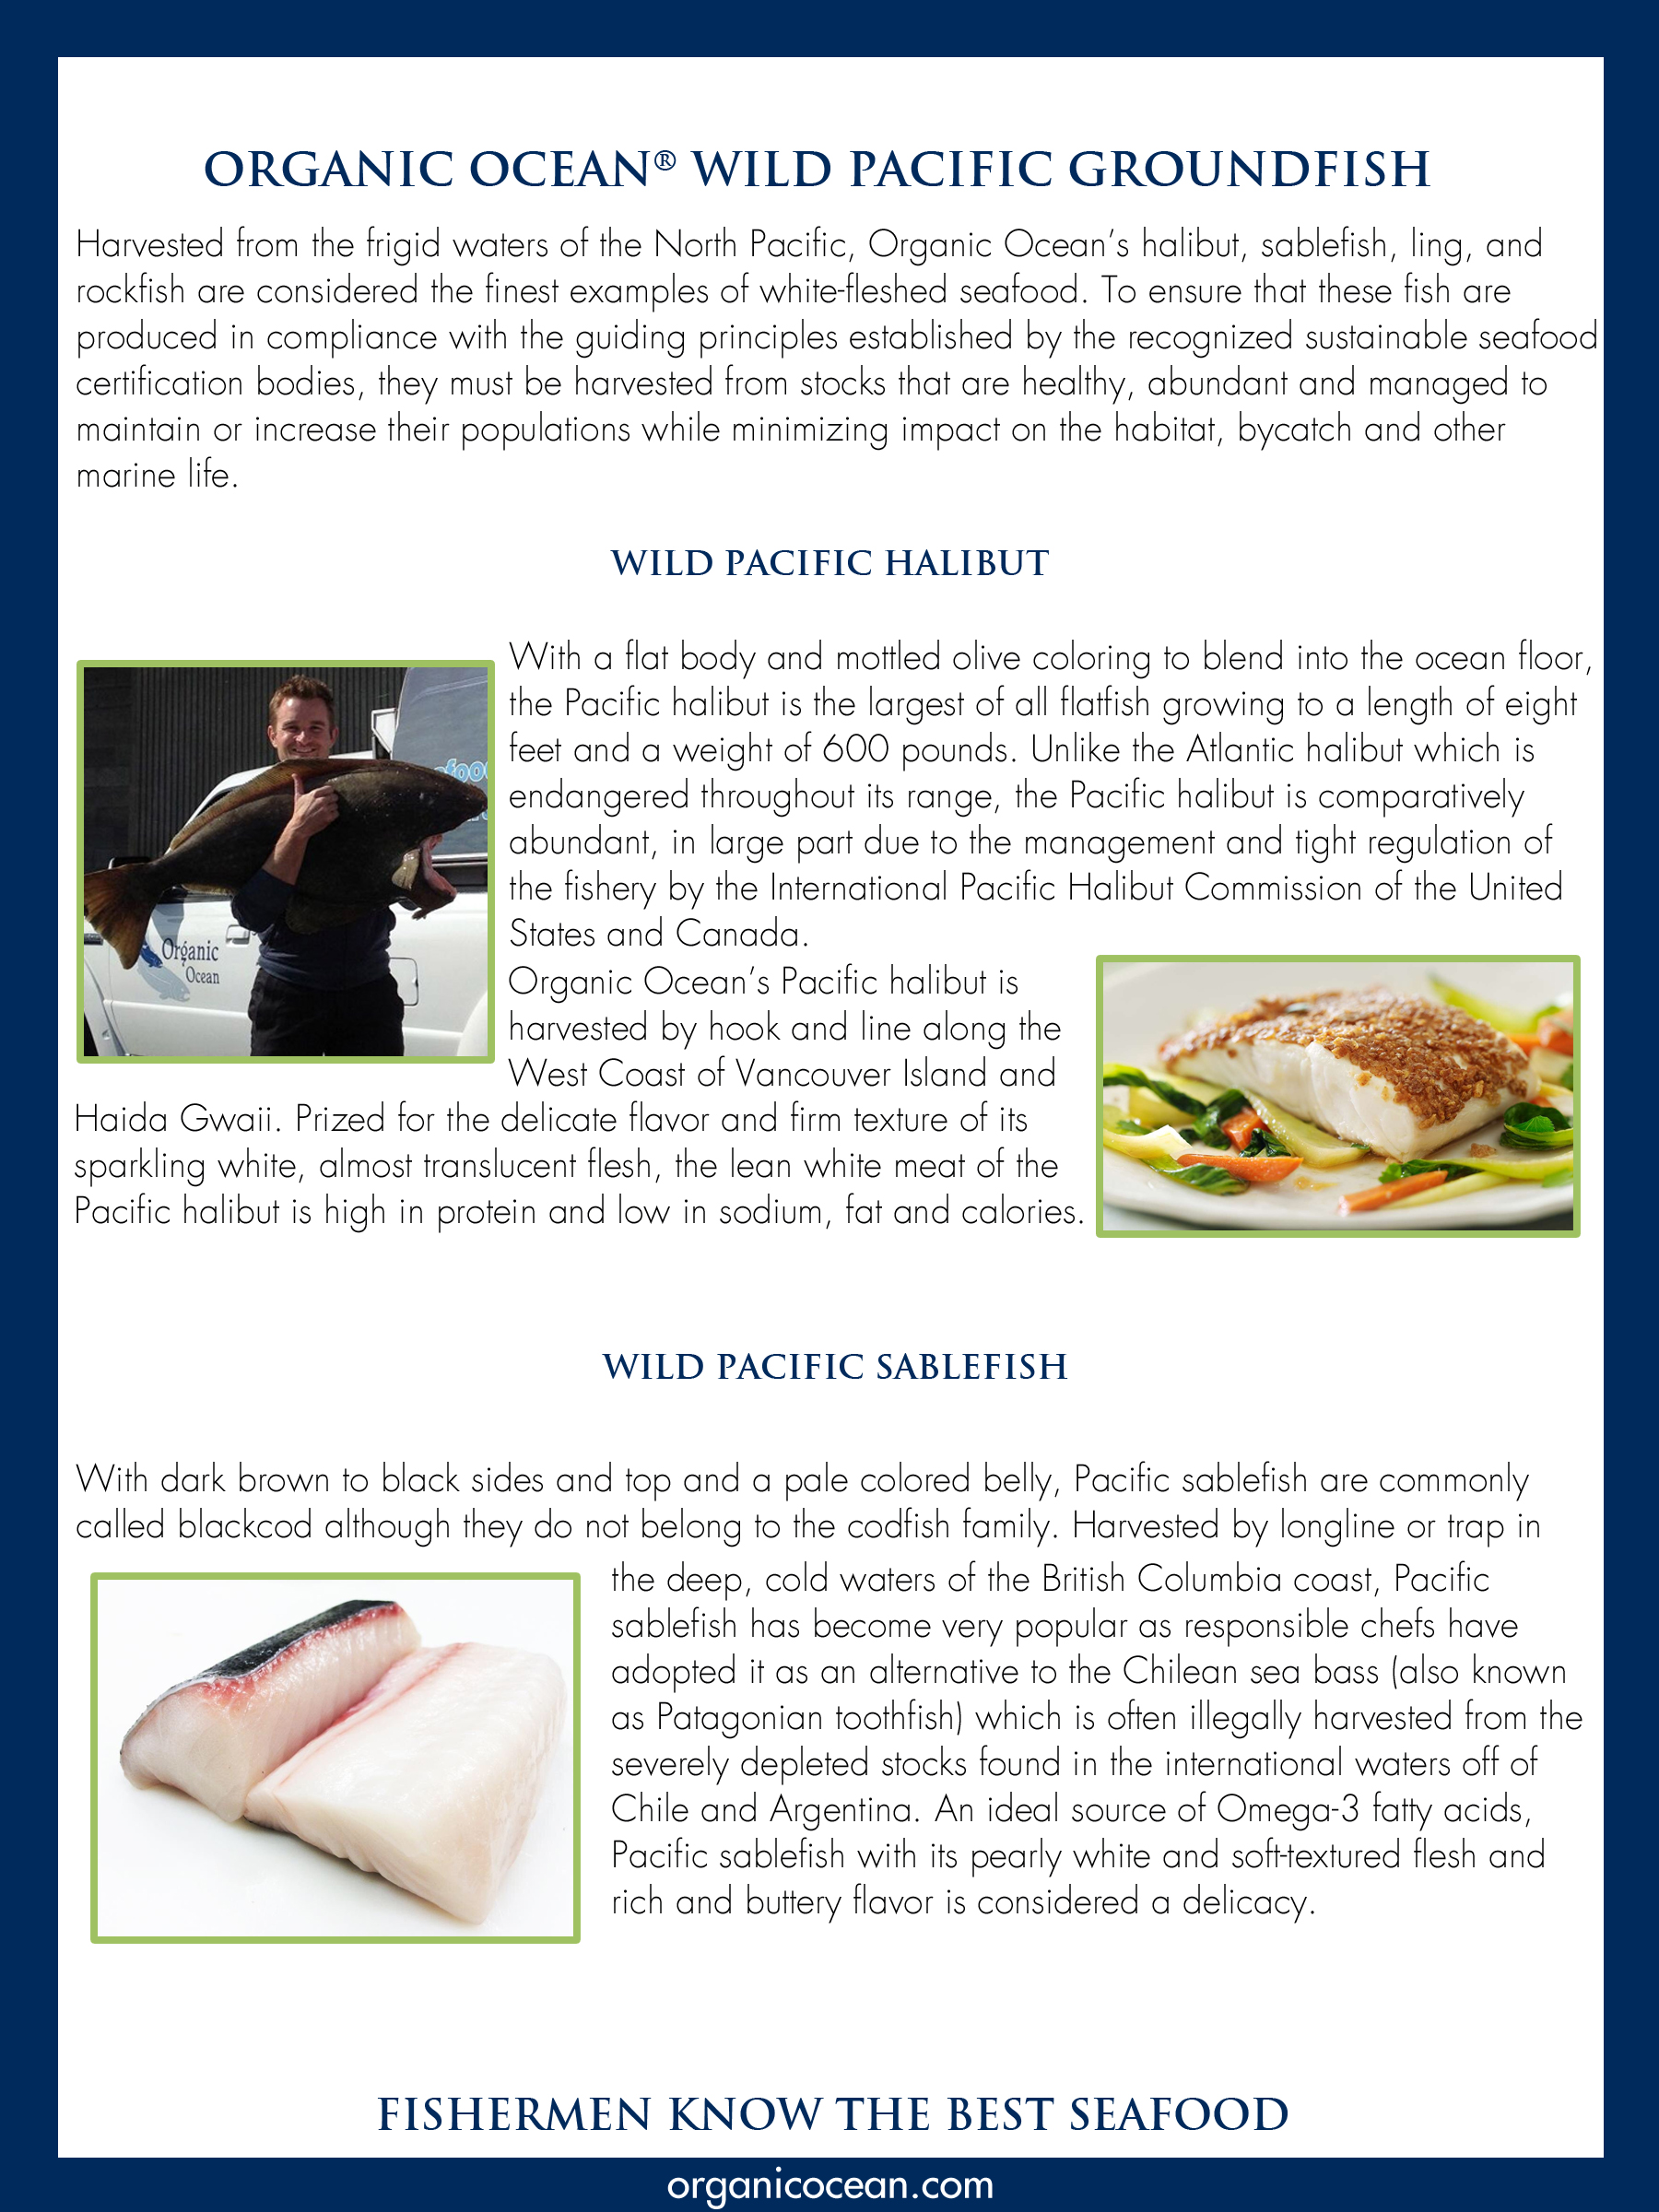 ORGANIC OCEAN® WILD PACIFIC GROUNDFISH
Harvested from the frigid waters of the North Pacific, Organic Ocean's halibut, sablefish, ling, and
rockfish are considered the finest examples of white-fleshed seafood. To ensure that these fish are
produced in compliance with the guiding principles established by the recognized sustainable seafood
certification bodies, they must be harvested from stocks that are healthy, abundant and managed to
maintain or increase their populations while minimizing impact on the habitat, bycatch and other
marine life.
WILD PACIFIC HALIBUT
With a flat body and mottled olive coloring to blend into the ocean floor,
the Pacific halibut is the largest of all flatfish growing to a length of eight
feet and a weight of 600 pounds. Unlike the Atlantic halibut which is
endangered throughout its range, the Pacific halibut is comparatively
abundant, in large part due to the management and tight regulation of
the fishery by the International Pacific Halibut Commission of the United
States and Canada.
Organic Ocean's Pacific halibut is
harvested by hook and line along the
West Coast of Vancouver Island and
Haida Gwaii. Prized for the delicate flavor and firm texture of its
sparkling white, almost translucent flesh, the lean white meat of the
Pacific halibut is high in protein and low in sodium, fat and calories.
Organic
Ocean
WILD PACIFIC SABLEFISH
With dark brown to black sides and top and a pale colored belly, Pacific sablefish are commonly
called blackcod although they do not belong to the codfish family. Harvested by longline or trap in
the deep, cold waters of the British Columbia coast, Pacific
sablefish has become very popular as responsible chefs have
adopted it as an alternative to the Chilean sea bass (also known
as Patagonian toothfish) which is often illegally harvested from the
severely depleted stocks found in the international waters off of
Chile and Argentina. An ideal source of Omega-3 fatty acids,
Pacific sablefish with its pearly white and soft-textured flesh and
rich and buttery flavor is considered a delicacy.
FISHERMEN KNOW THE BEST SEAFOOD
organicocean.com